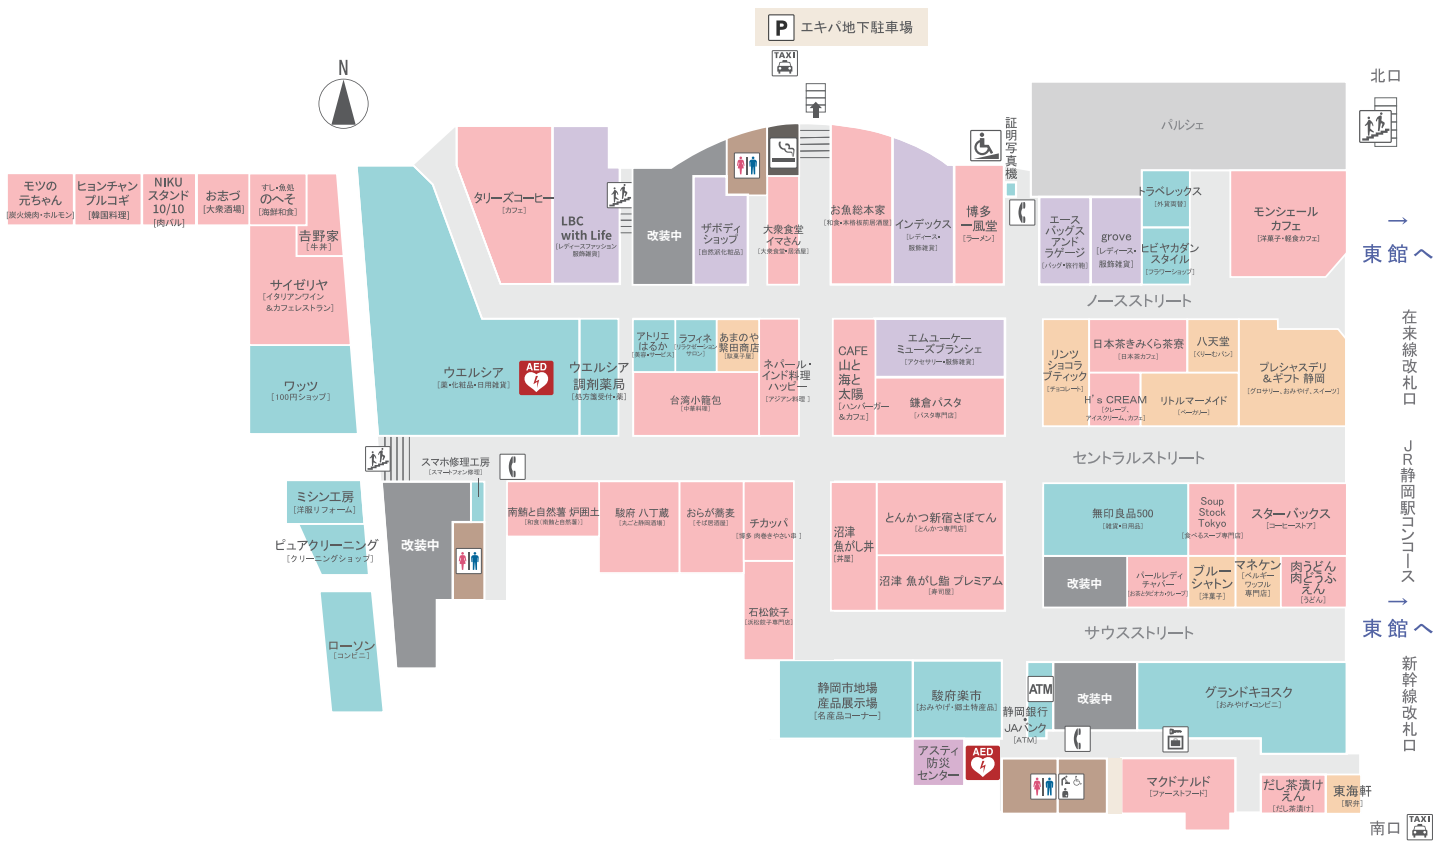 P エキパ地下駐車場
TAXI
北口
N
証明写真機
パルシェ
モツの
元ちゃん
[炭火焼肉・ホルモン]
ヒョンチャン
プルコギ
[韓国料理]
NIKU
スタンド
10/10
[肉バル]
お志づ
[大衆酒場]
すし・魚処
のへそ
[海鮮和食]
𠮷野家
[牛丼]
サイゼリヤ
[イタリアンワイン
&カフェレストラン]
ワッツ
[100円ショップ]
タリーズコーヒー
[カフェ]
LBC
with Life
[レディースファッション
服飾雑貨]
改装中
ザボディ
ショップ
[自然派化粧品]
大衆食堂
イマさん
[大衆食堂・居酒屋]
お魚総本家
[和食・本格板前居酒屋]
インデックス
[レディース・
服飾雑貨]
博多
一風堂
[ラーメン]
エース
バッグス
アンド
ラゲージ
[バッグ・旅行鞄]
grove
[レディース・
服飾雑貨]
トラベレックス
[外貨両替]
ヒビヤカダン
スタイル
[フラワーショップ]
モンシェール
カフェ
[洋菓子・軽食カフェ]
→
東館へ
ノースストリート
ウエルシア
[薬・化粧品・日用雑貨]
AED
ウエルシア
調剤薬局
[処方箋受付・薬]
アトリエ
はるか
[美容・サービス]
ラフィネ
[リラクゼーション
サロン]
あまのや
繋田商店
[駄菓子屋]
台湾小籠包
[中華料理]
ネパール・
インド料理
ハッピー
[アジアン料理]
CAFE
山と
海と
太陽
[ハンバーガー
&カフェ]
エムユーケー
ミューズブランシェ
[アクセサリー・服飾雑貨]
鎌倉パスタ
[パスタ専門店]
リンツ
ショコラ
ブティック
[チョコレート]
日本茶きみくら茶寮
[日本茶カフェ]
八天堂
[くりーむパン]
H's CREAM
[クレープ、
アイスクリーム、カフェ]
リトルマーメイド
[ベーカリー]
プレシャスデリ
&ギフト 静岡
[グロサリー、おみやげ、スイーツ]
在来線改札口
セントラルストリート
JR静岡駅コンコース
スマホ修理工房
[スマートフォン修理]
ミシン工房
[洋服リフォーム]
ピュアクリーニング
[クリーニングショップ]
ローソン
[コンビニ]
改装中
南鮪と自然薯 炉囲土
[和食（南鮪と自然薯）]
駿府 八丁蔵
[丸ごと静岡酒場]
おらが蕎麦
[そば居酒屋]
チカッパ
[博多 肉巻きやさい串]
石松餃子
[浜松餃子専門店]
沼津
魚がし丼
[丼屋]
とんかつ新宿さぼてん
[とんかつ専門店]
沼津 魚がし鮨 プレミアム
[寿司屋]
無印良品500
[雑貨・日用品]
Soup
Stock
Tokyo
[食べるスープ専門店]
スターバックス
[コーヒーストア]
改装中
パールレディ
チャバー
[お茶とタピオカ・クレープ]
ブルー
シャトン
[洋菓子]
マネケン
[ベルギー
ワッフル
専門店]
肉うどん
肉どうふ
えん
[うどん]
→
東館へ
サウスストリート
新幹線改札口
静岡市地場
産品展示場
[名産品コーナー]
駿府楽市
[おみやげ・郷土特産品]
ATM
静岡銀行
・
JAバンク
[ATM]
改装中
グランドキヨスク
[おみやげ・コンビニ]
アスティ
防災
センター
AED
マクドナルド
[ファーストフード]
だし茶漬け
えん
[だし茶漬け]
東海軒
[駅弁]
南口
TAXI